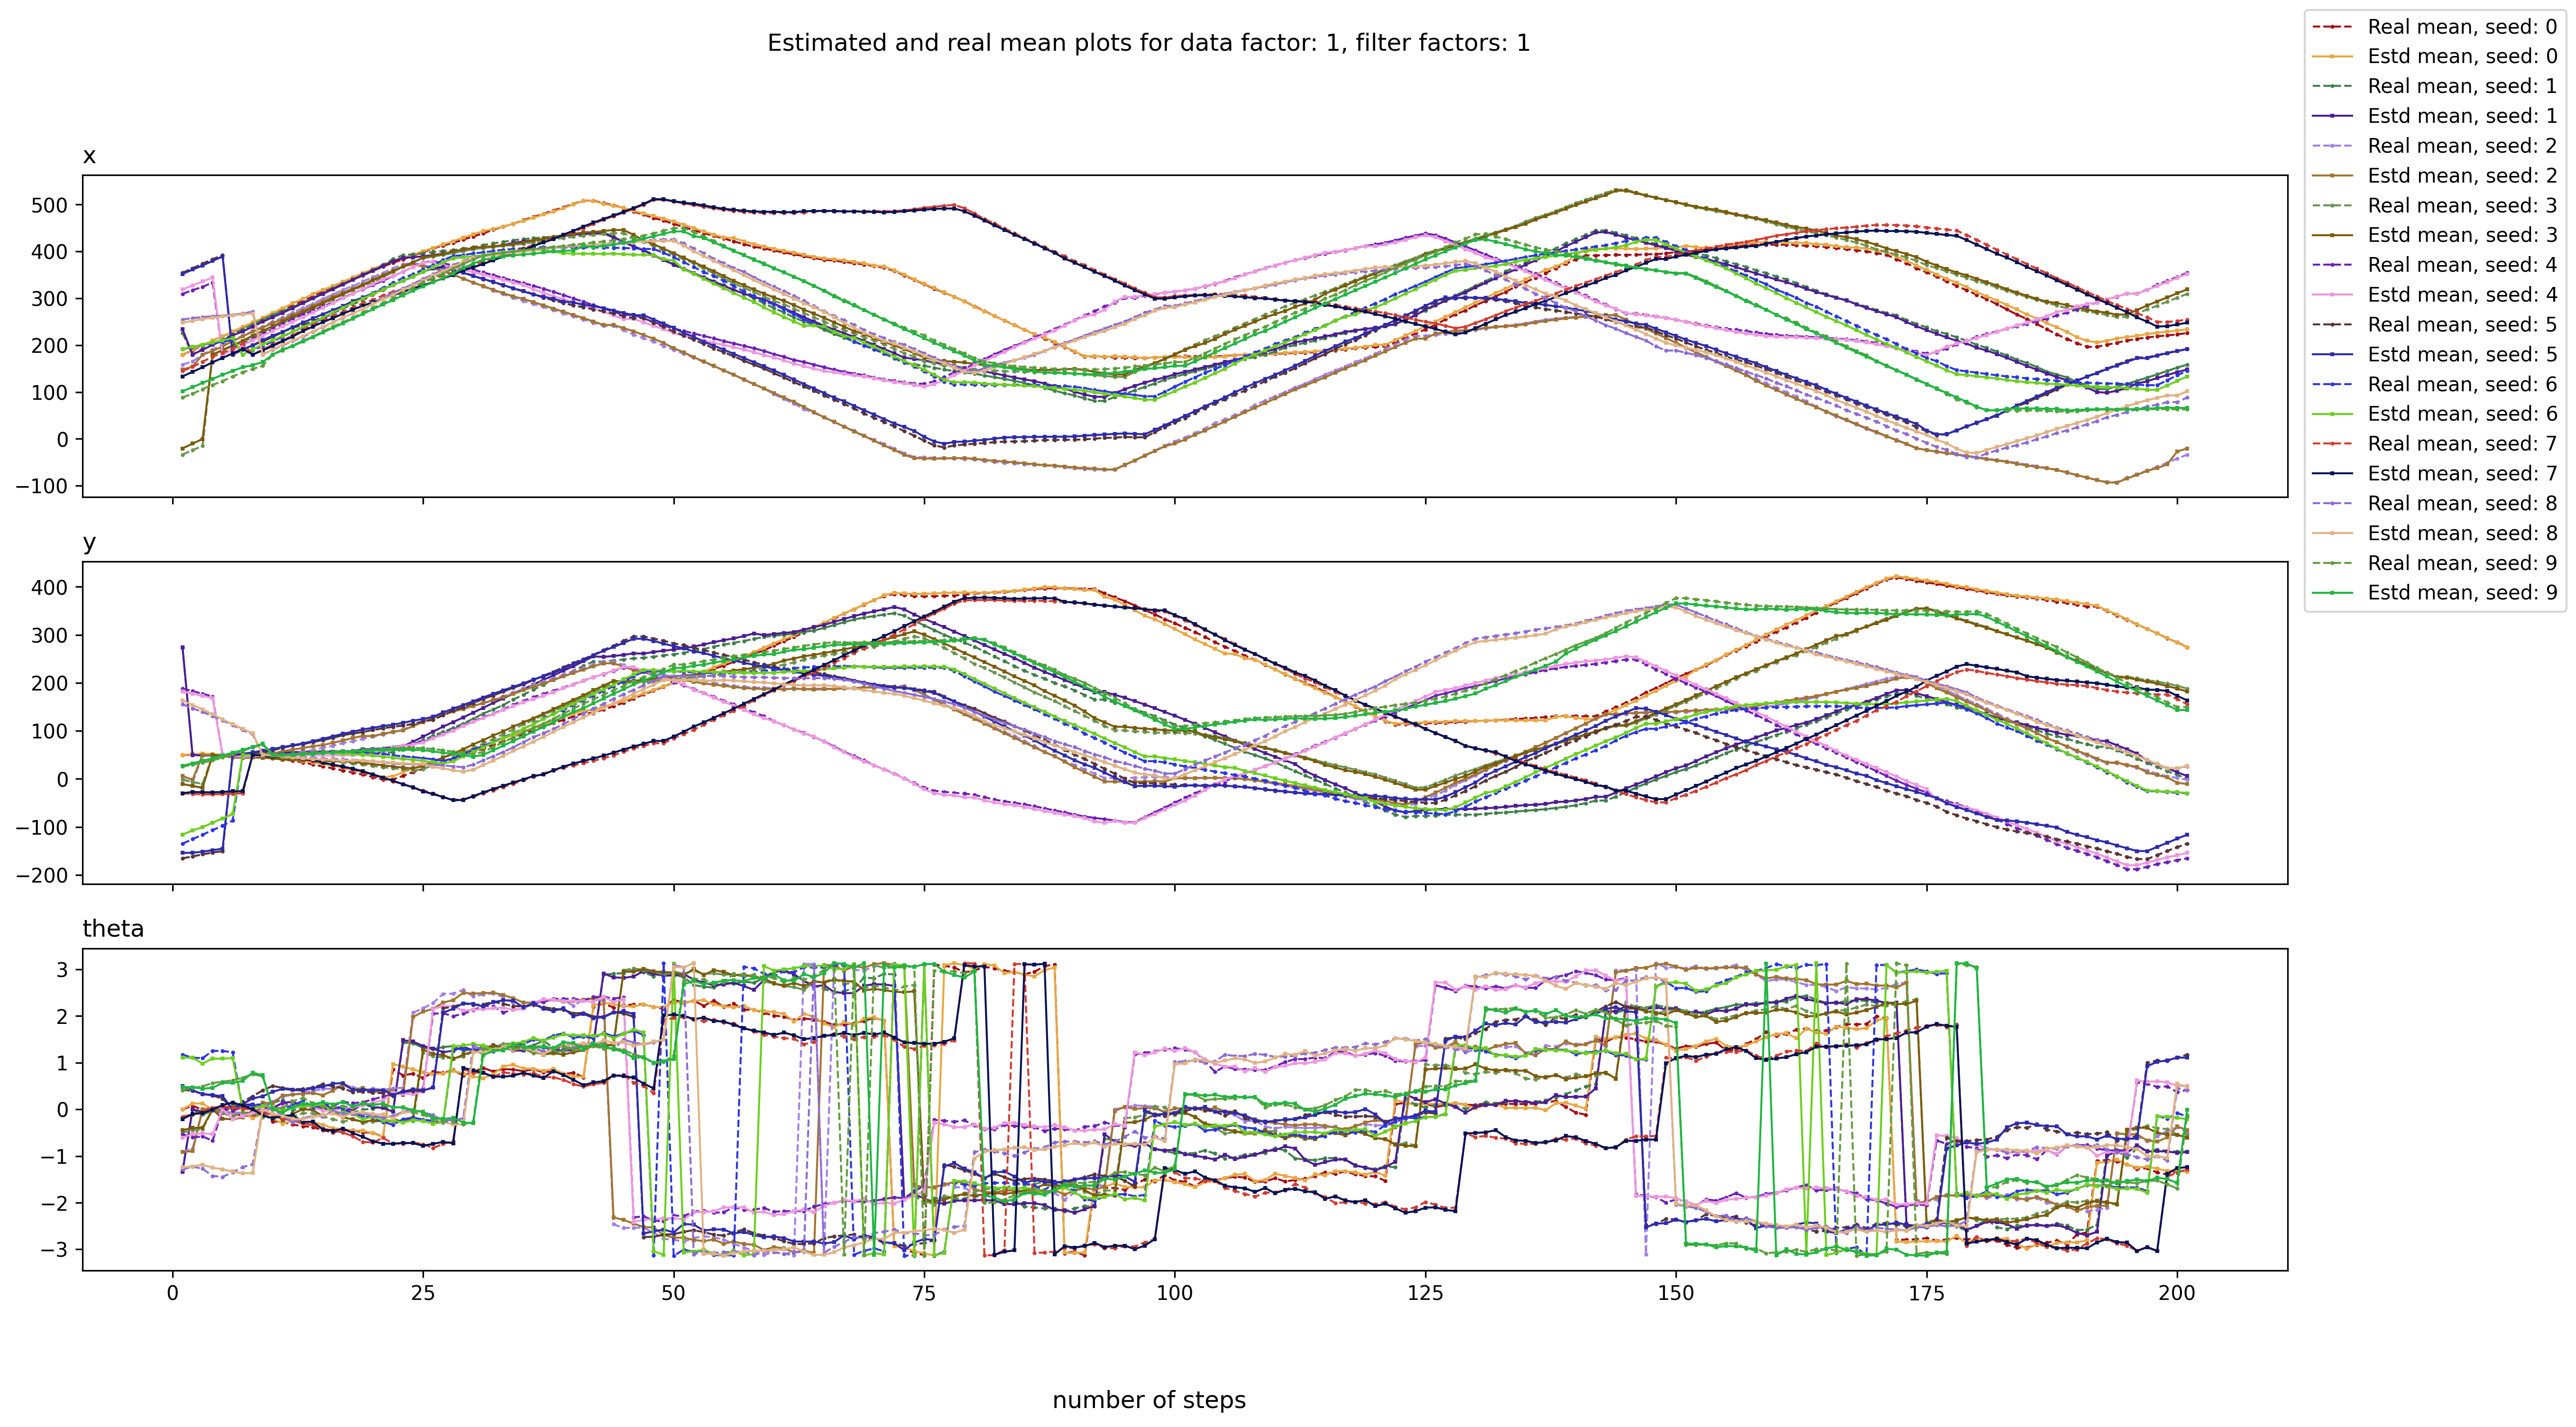 Estimated and real mean plots for data factor: 1, filter factors: 1
Real mean, seed: 0
Estd mean, seed: 0
Real mean, seed: 1
Estd mean, seed: 1
Real mean, seed: 2
Estd mean, seed: 2
Real mean, seed: 3
Estd mean, seed: 3
Real mean, seed: 4
Estd mean, seed: 4
Real mean, seed: 5
Estd mean, seed: 5
Real mean, seed: 6
Estd mean, seed: 6
Real mean, seed: 7
Estd mean, seed: 7
Real mean, seed: 8
Estd mean, seed: 8
Real mean, seed: 9
Estd mean, seed: 9
x
500
400
300
200
100
0
−100
y
400
300
200
100
0
−100
−200
theta
3
2
1
0
−1
−2
−3
0 25 50 75 100 125 150 175 200
number of steps